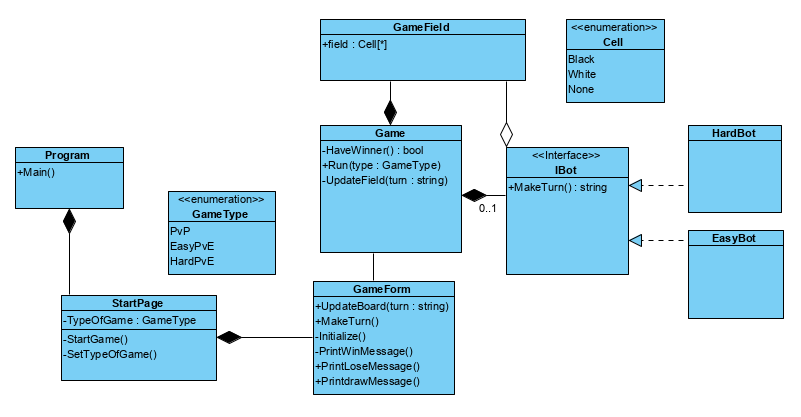 GameField
+field : Cell[*]
<<enumeration>>
Cell
Black
White
None
Game
-HaveWinner() : bool
+Run(type : GameType)
-UpdateField(turn : string)
<<Interface>>
IBot
+MakeTurn() : string
0..1
HardBot
EasyBot
Program
+Main()
<<enumeration>>
GameType
PvP
EasyPvE
HardPvE
StartPage
-TypeOfGame : GameType
-StartGame()
-SetTypeOfGame()
GameForm
+UpdateBoard(turn : string)
+MakeTurn()
-Initialize()
-PrintWinMessage()
+PrintLoseMessage()
+PrintdrawMessage()